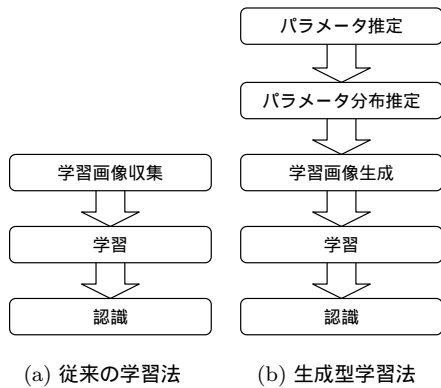 学習画像収集
学習
認識
(a) 従来の学習法
パラメータ推定
パラメータ分布推定
学習画像生成
学習
認識
(b) 生成型学習法